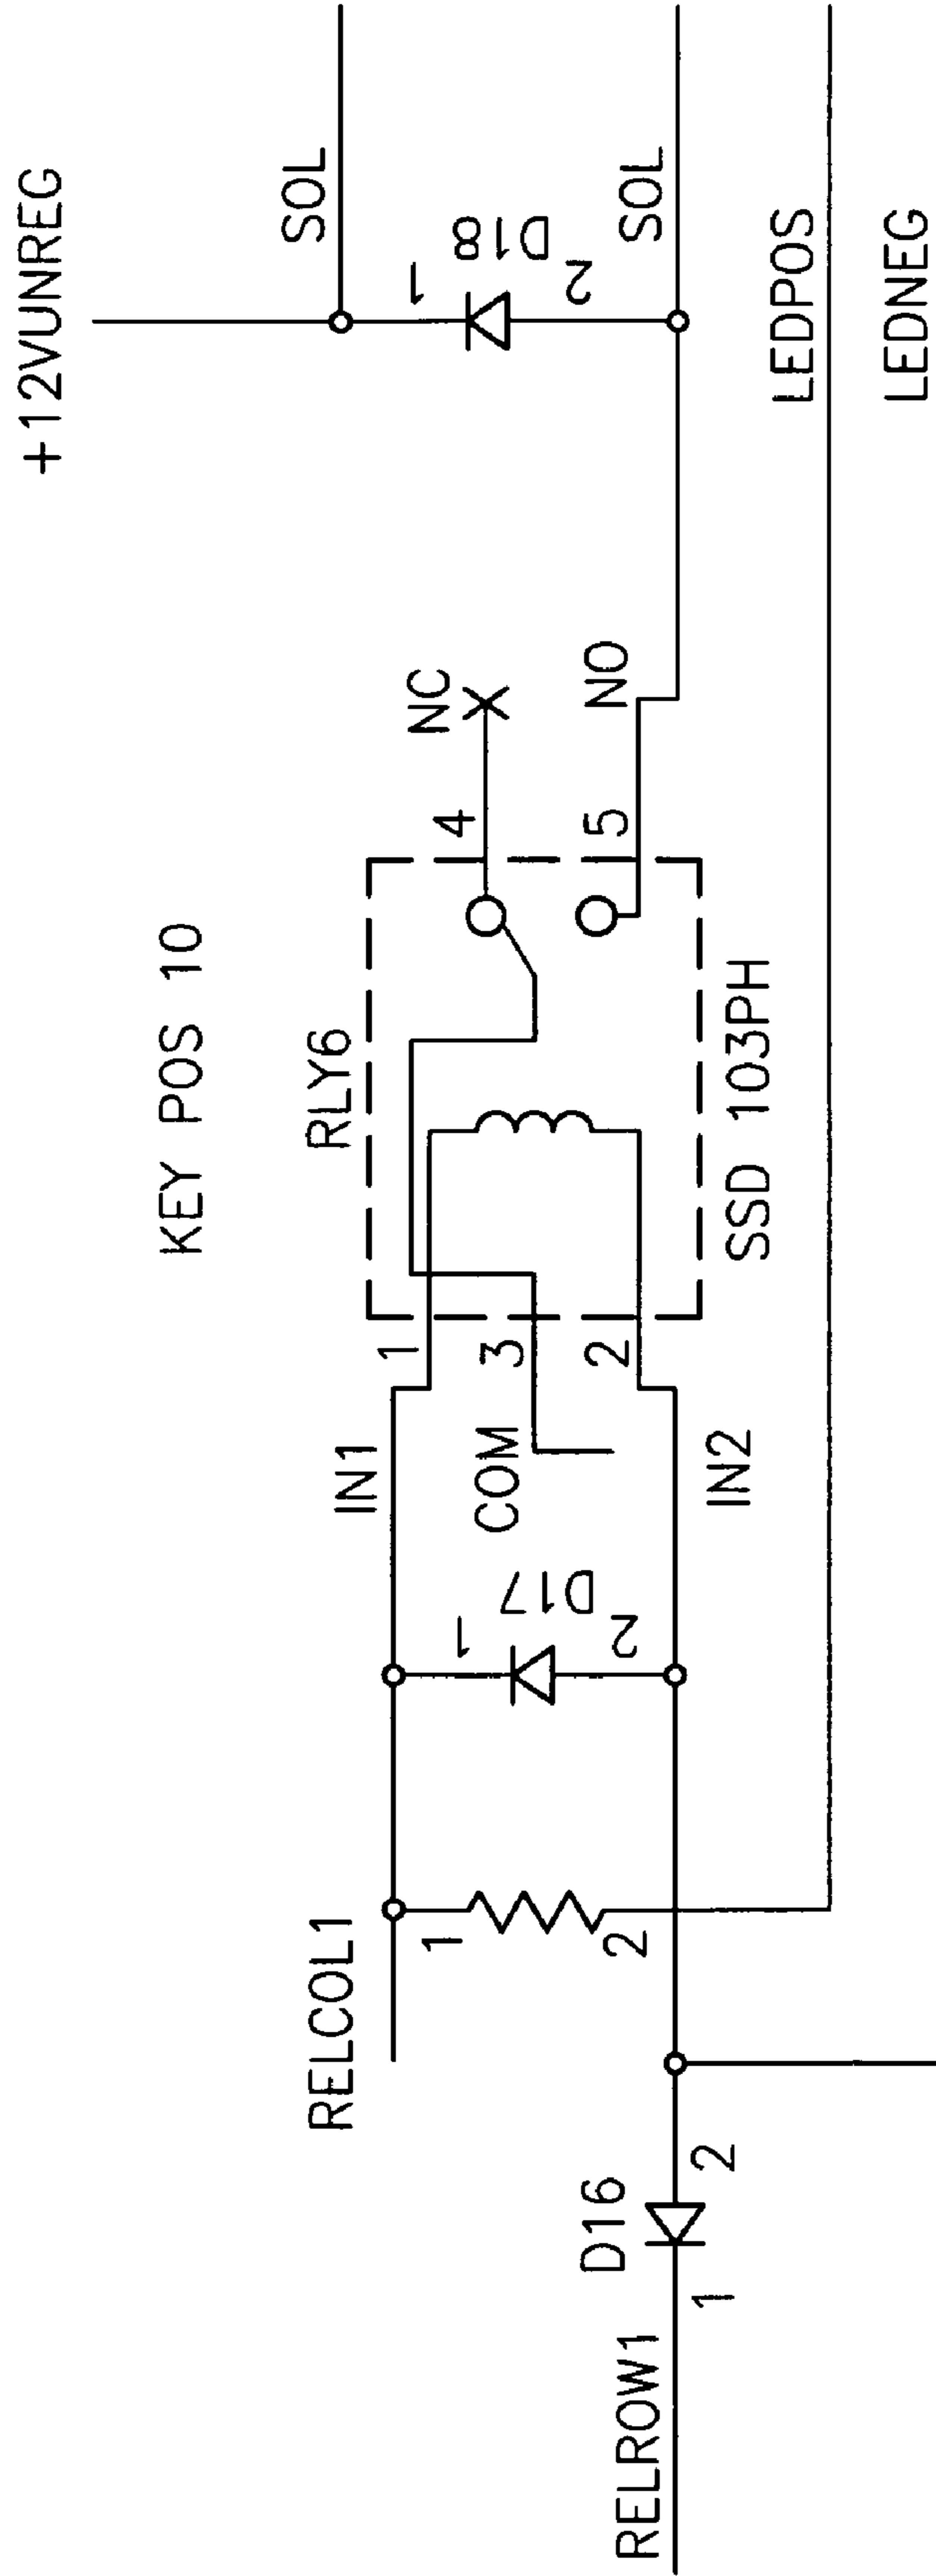 +12VUNREG
KEY POS 10
SOL
1
D18
2
SOL
RLY6
NC
4
NO
5
RELCOL1
IN1
1
COM
3
2
IN2
1
D17
2
1
2
SSD 103PH
LEDPOS
LEDNEG
D16
2
1
RELROW1